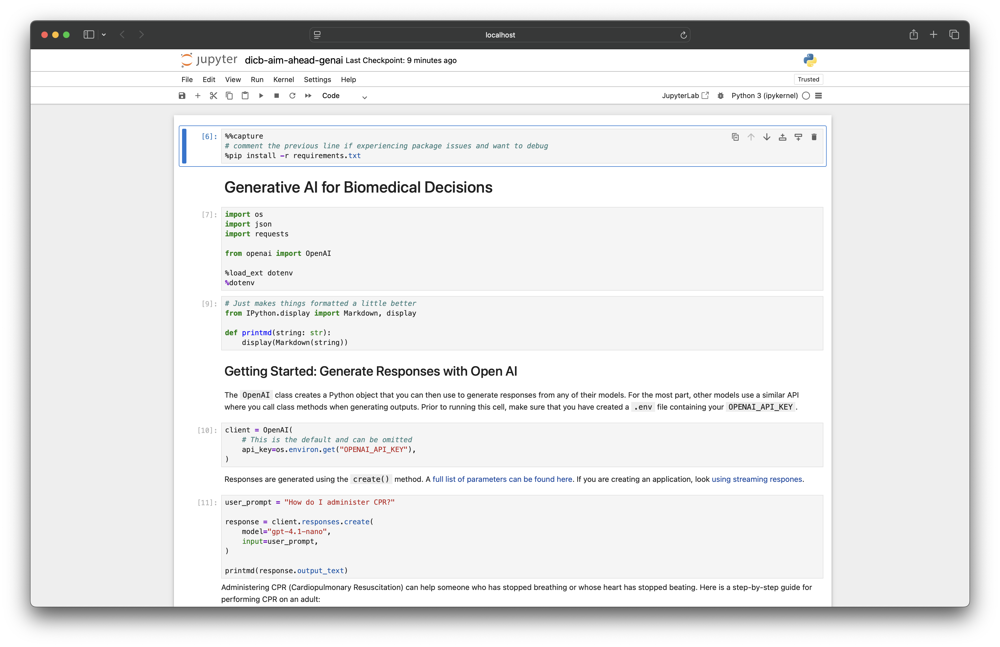 localhost
jupyter dicb-aim-ahead-genai Last Checkpoint: 9 minutes ago
File Edit View Run Kernel Settings Help Trusted
Code JupyterLab Python 3 (ipykernel)
[6]: %%capture
# comment the previous line if experiencing package issues and want to debug
%pip install -r requirements.txt
Generative AI for Biomedical Decisions
[7]: import os
import json
import requests
from openai import OpenAI
%load_ext dotenv
%dotenv
[9]: # Just makes things formatted a little better
from IPython.display import Markdown, display
def printmd(string: str):
    display(Markdown(string))
Getting Started: Generate Responses with Open AI
The OpenAI class creates a Python object that you can then use to generate responses from any of their models. For the most part, other models use a similar API
where you call class methods when generating outputs. Prior to running this cell, make sure that you have created a .env file containing your OPENAI_API_KEY.
[10]: client = OpenAI(
    # This is the default and can be omitted
    api_key=os.environ.get("OPENAI_API_KEY"),
)
Responses are generated using the create() method. A full list of parameters can be found here. If you are creating an application, look using streaming respones.
[11]: user_prompt = "How do I administer CPR?"
response = client.responses.create(
    model="gpt-4.1-nano",
    input=user_prompt,
)
printmd(response.output_text)
Administering CPR (Cardiopulmonary Resuscitation) can help someone who has stopped breathing or whose heart has stopped beating. Here is a step-by-step guide for
performing CPR on an adult: